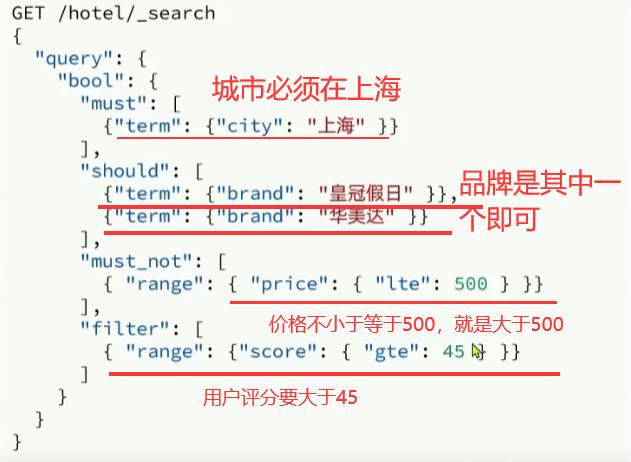 GET /hotel/_search
{
"query": {
"bool": {
城市必须在上海
"must": [
{"term": {"city": "上海" }}
],
"should": [
{"term": {"brand": "皇冠假日" }},
{"term": {"brand": "华美达" }}
品牌是其中一
个即可
],
"must_not": [
{ "range": { "price": { "lte": 500 } }}
],
价格不小于等于500，就是大于500
"filter": [
{ "range": {"score": { "gte": 45 } }}
]
用户评分要大于45
}
}
}